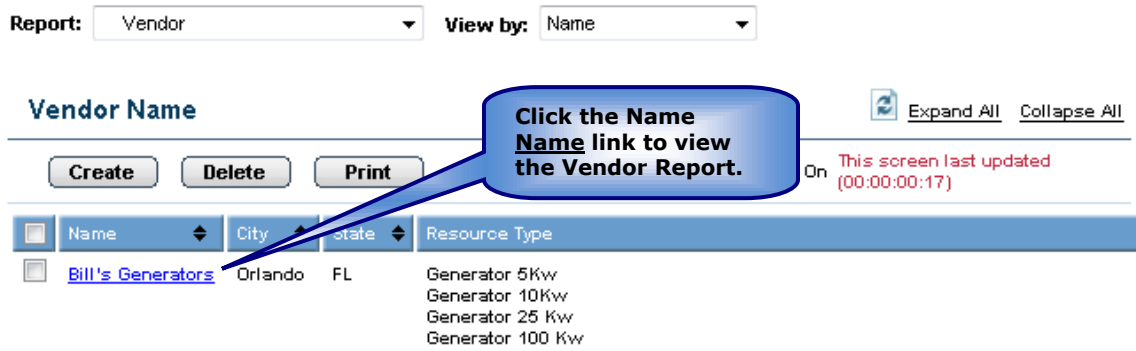 Report: Vendor View by: Name
Vendor Name
Expand All Collapse All
Click the Name
Name link to view
the Vendor Report.
Create Delete Print On This screen last updated
(00:00:00:17)
Name City State Resource Type
Bill's Generators Orlando FL Generator 5Kw
Generator 10Kw
Generator 25 Kw
Generator 100 Kw